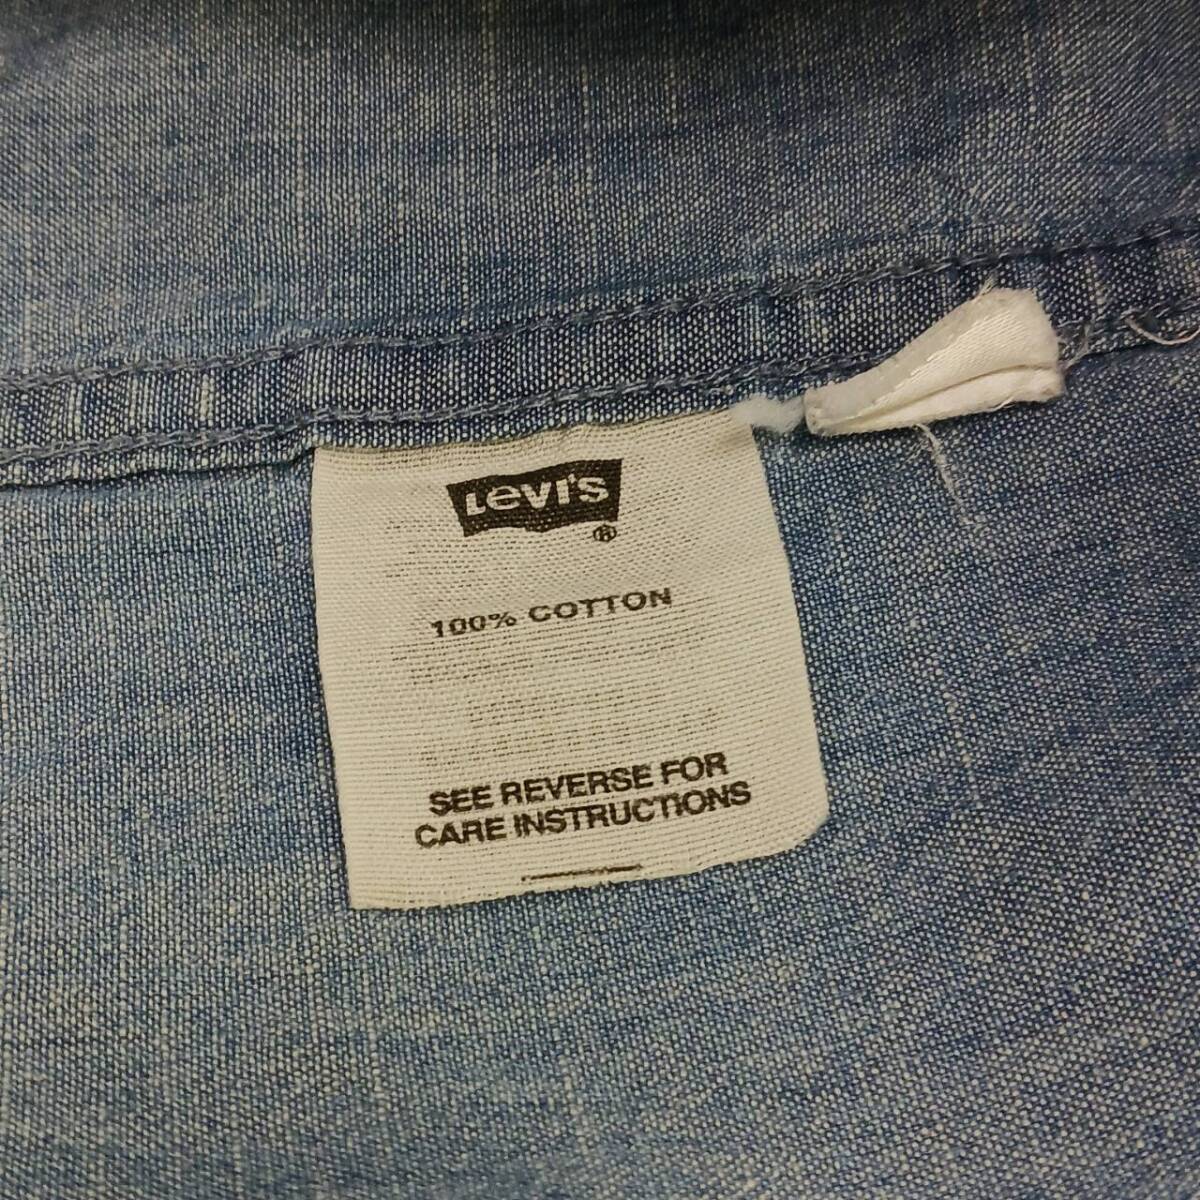 LEVI'S
®
100% COTTON
SEE REVERSE FOR
CARE INSTRUCTIONS